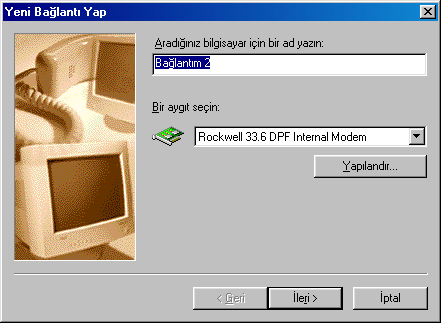 Yeni Bağlantı Yap
Aradığınız bilgisayar için bir ad yazın:
Bağlantım 2
Bir aygıt seçin:
Rockwell 33.6 DPF Internal Modem
Yapılandır...
< Geri
İleri >
İptal